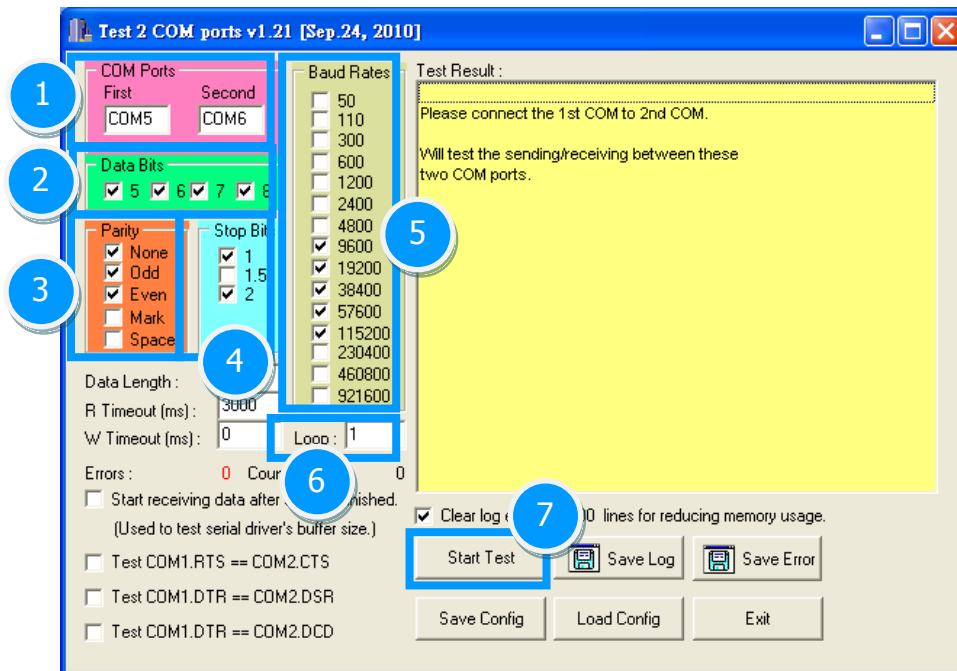 Test 2 COM ports v1.21 [Sep.24, 2010]
COM Ports
First Second
COM5 COM6
1
Data Bits
5 6 7 8
2
Parity
None
Odd
Even
Mark
Space
3
Stop
1
1.5
2
4
Baud Rates
50
110
300
600
1200
2400
4800
9600
19200
38400
57600
115200
230400
460800
921600
5
Data Length :
R Timeout (ms) : 3000
W Timeout (ms) : 0
Loop : 1
6
Errors : 0 0
Start receiving data after
(Used to test serial driver's buffer size.)
Test COM1.RTS == COM2.CTS
Test COM1.DTR == COM2.DSR
Test COM1.DTR == COM2.DCD
Test Result :
Please connect the 1st COM to 2nd COM.
Will test the sending/receiving between these
two COM ports.
Clear log lines for reducing memory usage.
7
Start Test Save Log Save Error
Save Config Load Config Exit